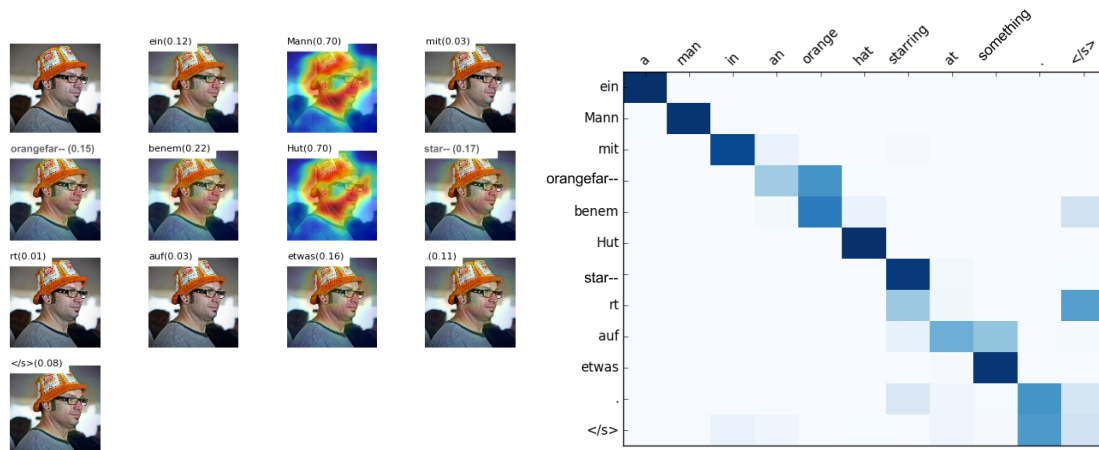 ein(0.12) Mann(0.70) mit(0.03)
orangefar-- (0.15) benem(0.22) Hut(0.70) star-- (0.17)
rt(0.01) auf(0.03) etwas(0.16) .(0.11)
</s>(0.08)
a man in an orange hat starring at something . </s>
ein
Mann
mit
orangefar--
benem
Hut
star--
rt
auf
etwas
.
</s>